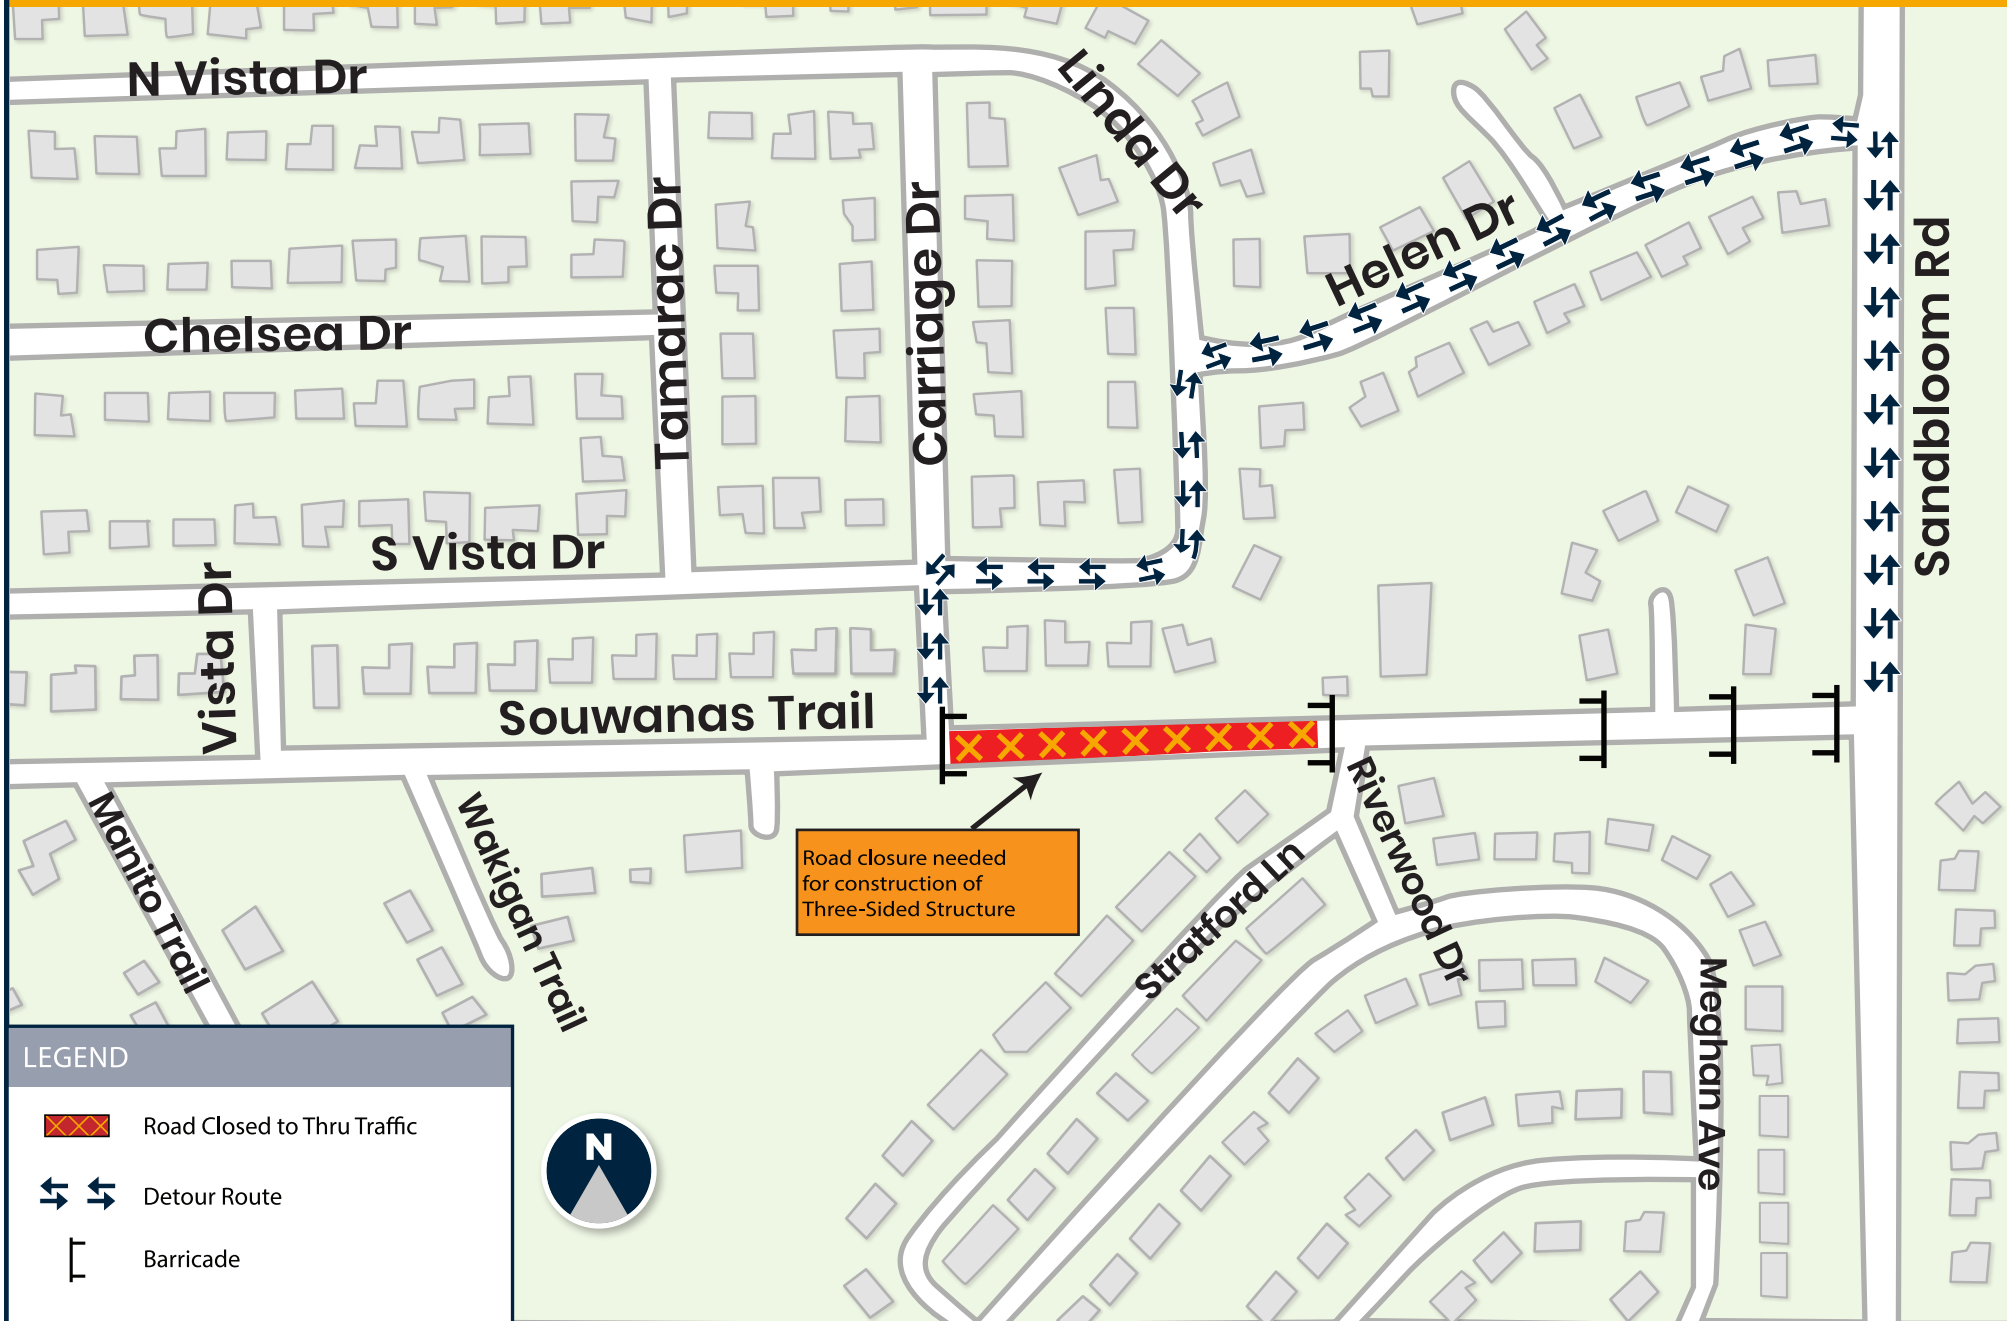 N Vista Dr
Linda Dr
Helen Dr
Sandbloom Rd
Tamarac Dr
Carriage Dr
Chelsea Dr
S Vista Dr
Vista Dr
Souwanas Trail
Manito Trail
Wakigan Trail
Road closure needed
for construction of
Three-Sided Structure
Stratford Ln
Riverwood Dr
Meghan Ave
LEGEND
Road Closed to Thru Traffic
Detour Route
Barricade
N